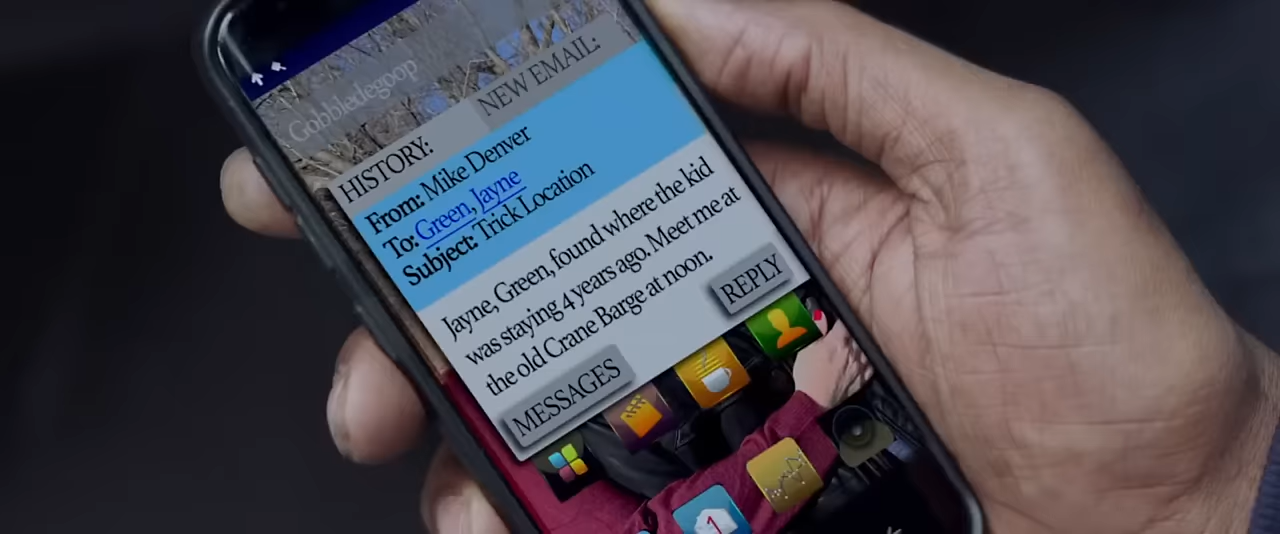 Gobbledegoop
NEW EMAIL:
HISTORY:
From: Mike Denver
To: Green, Jayne
Subject: Trick Location
Jayne, Green, found where the kid
was staying 4 years ago. Meet me at
the old Crane Barge at noon.
REPLY
MESSAGES
1